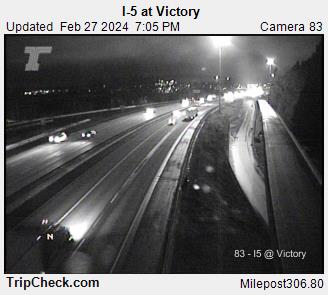 I-5 at Victory
Updated  Feb 27 2024  7:05 PM
Camera 83
T
N N
83 - I5 @ Victory
TripCheck.com
Milepost306.80